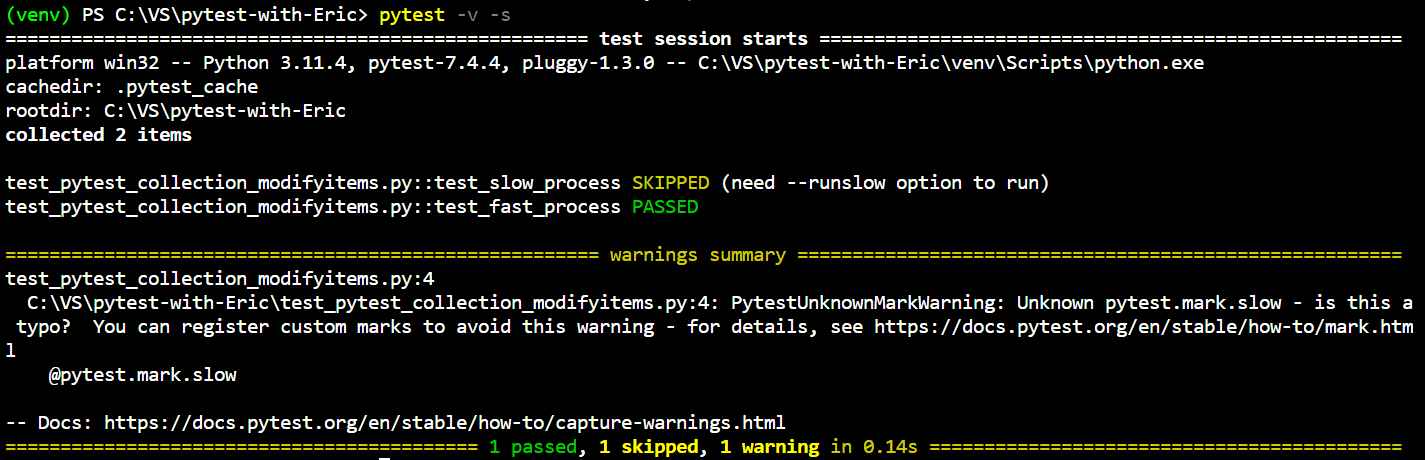 (venv) PS C:\VS\pytest-with-Eric> pytest -v -s
===================================================== test session starts =====================================================
platform win32 -- Python 3.11.4, pytest-7.4.4, pluggy-1.3.0 -- C:\VS\pytest-with-Eric\venv\Scripts\python.exe
cachedir: .pytest_cache
rootdir: C:\VS\pytest-with-Eric
collected 2 items
test_pytest_collection_modifyitems.py::test_slow_process SKIPPED (need --runslow option to run)
test_pytest_collection_modifyitems.py::test_fast_process PASSED
====================================================== warnings summary =======================================================
test_pytest_collection_modifyitems.py:4
  C:\VS\pytest-with-Eric\test_pytest_collection_modifyitems.py:4: PytestUnknownMarkWarning: Unknown pytest.mark.slow - is this a
 typo?  You can register custom marks to avoid this warning - for details, see https://docs.pytest.org/en/stable/how-to/mark.htm
l
    @pytest.mark.slow
-- Docs: https://docs.pytest.org/en/stable/how-to/capture-warnings.html
=========================================== 1 passed, 1 skipped, 1 warning in 0.14s ===========================================